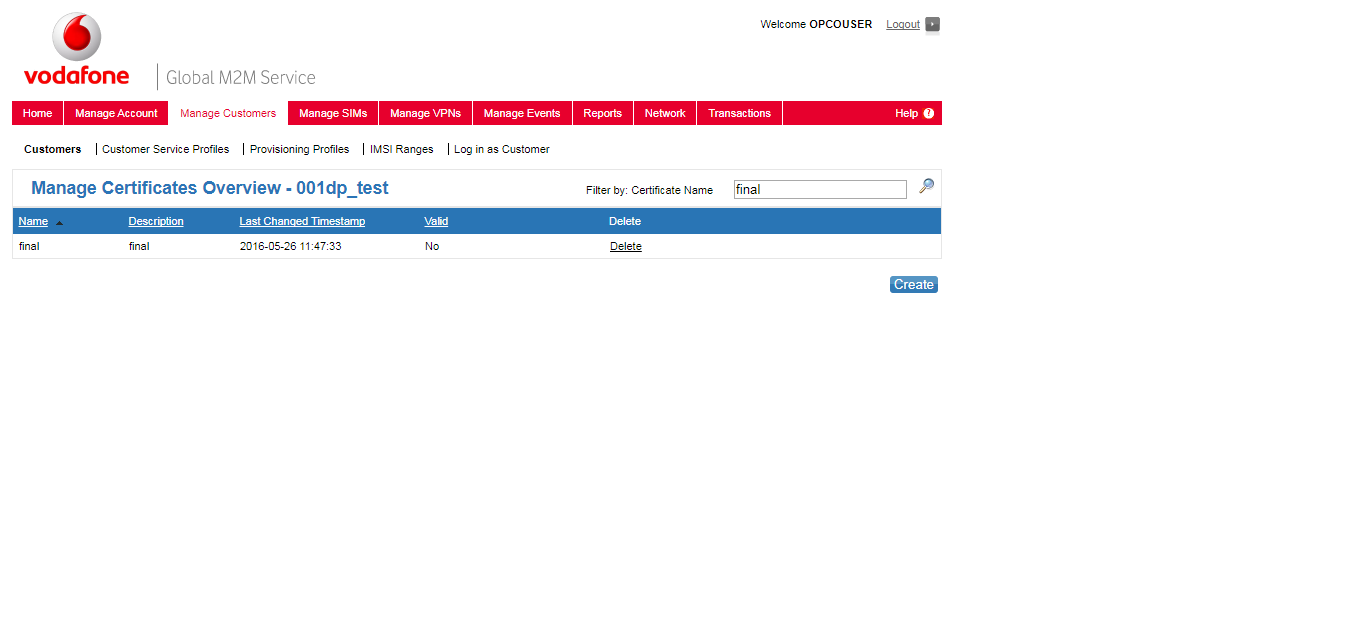 Welcome OPCOUSER Logout
vodafone Global M2M Service
Home Manage Account Manage Customers Manage SIMs Manage VPNs Manage Events Reports Network Transactions Help ?
Customers Customer Service Profiles Provisioning Profiles IMSI Ranges Log in as Customer
Manage Certificates Overview - 001dp_test Filter by: Certificate Name final
Name Description Last Changed Timestamp Valid Delete
final final 2016-05-26 11:47:33 No Delete
Create